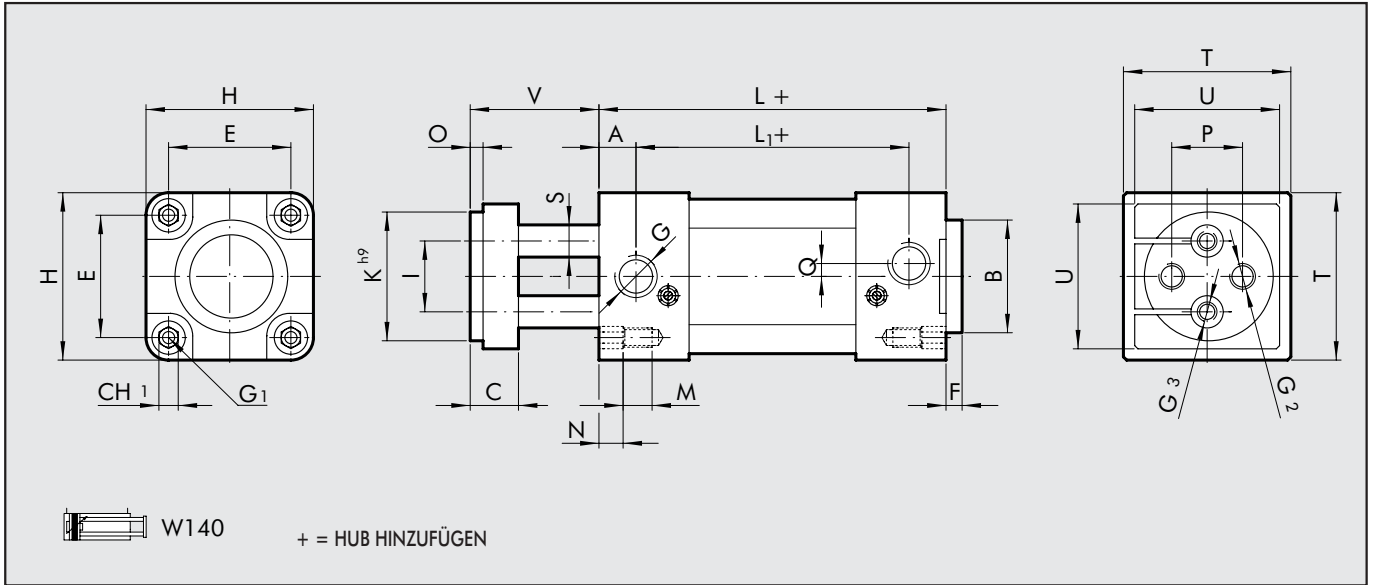 H
V
L +
T
E
O
A
L1+
U
P
S
G
H
E
K h9
I
Q
B
U
T
CH 1
G1
C
M
N
F
G 3
G 2
W140
+ = HUB HINZUFÜGEN